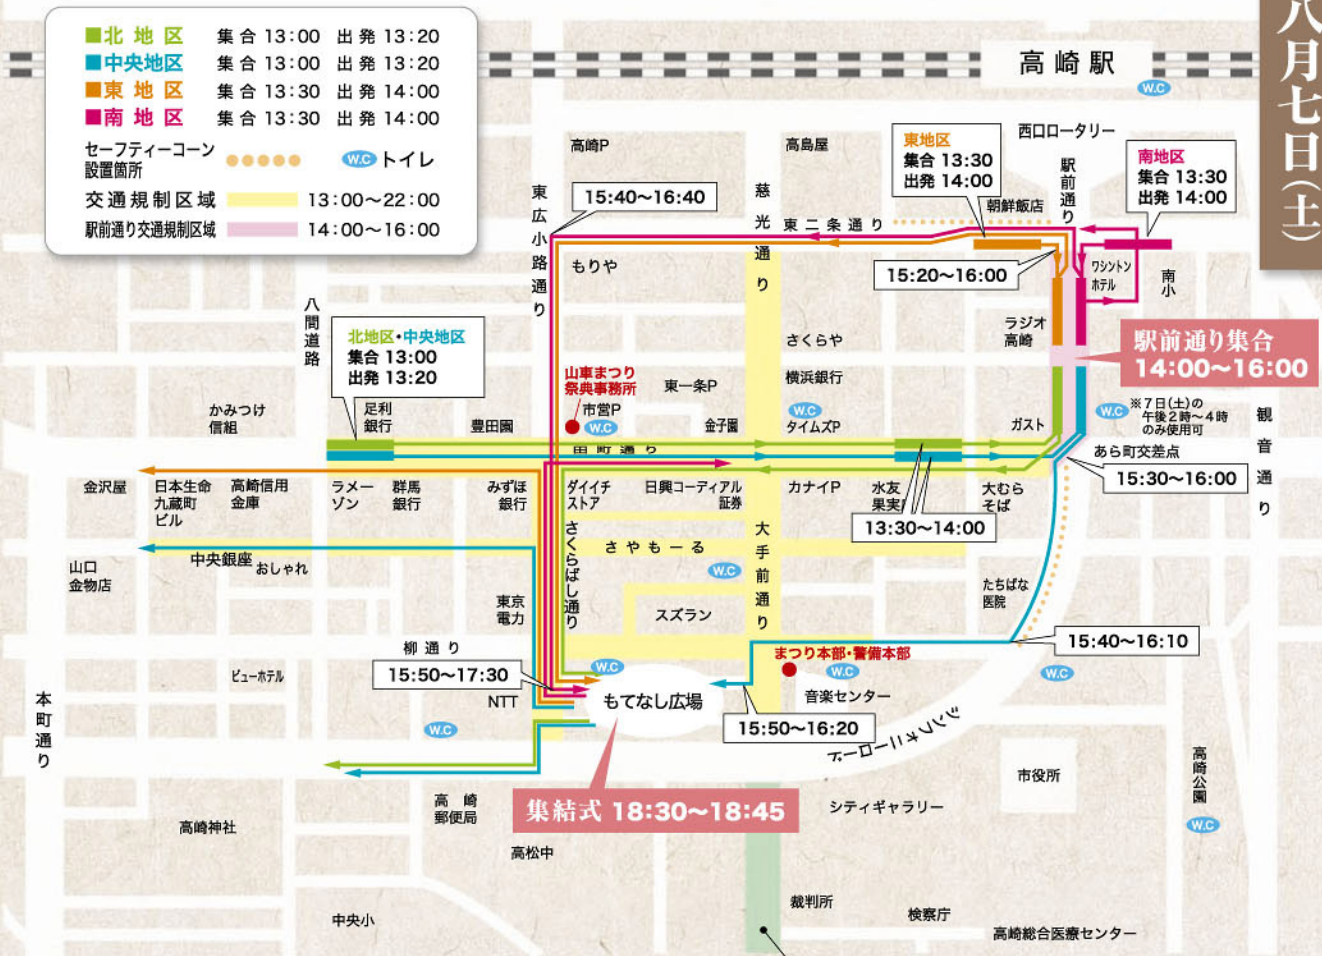 八月七日(土)
■北地区 集合 13:00 出発 13:20
■中央地区 集合 13:00 出発 13:20
■東地区 集合 13:30 出発 14:00
■南地区 集合 13:30 出発 14:00
セーフティーコーン
設置箇所
W.C トイレ
交通規制区域 13:00〜22:00
駅前通り交通規制区域 14:00〜16:00
高崎駅
W.C
高崎P
高島屋
西口ロータリー
東地区
集合 13:30
出発 14:00
南地区
集合 13:30
出発 14:00
駅前通り
朝鮮飯店
東広小路通り
15:40〜16:40
慈光通り
東二条通り
もりや
15:20〜16:00
ワシントン
ホテル
南小
八間道路
北地区・中央地区
集合 13:00
出発 13:20
さくらや
ラジオ
高崎
駅前通り集合
14:00〜16:00
山車まつり
祭典事務所
東一条P
横浜銀行
かみつけ
信組
足利
銀行
豊田園
市営P
W.C
金子園
W.C
タイムズP
ガスト
W.C
※7日(土)の
午後2時〜4時
のみ使用可
観音通り
田町通り
あら町交差点
15:30〜16:00
金沢屋
日本生命
九蔵町
ビル
高崎信用
金庫
ラメー
ゾン
群馬
銀行
みずほ
銀行
ダイイチ
ストア
日興コーディアル
証券
カナイP
水友
果実
大むら
そば
13:30〜14:00
さくらばし通り
さやもーる
大手前通り
山口
金物店
中央銀座
おしゃれ
W.C
たちばな
医院
東京
電力
スズラン
15:40〜16:10
柳通り
まつり本部・警備本部
W.C
W.C
W.C
ビューホテル
15:50〜17:30
NTT
もてなし広場
音楽センター
本町通り
W.C
15:50〜16:20
シンフォニーロード
市役所
高崎公園
W.C
高崎
郵便局
集結式 18:30〜18:45
シティギャラリー
高崎神社
高松中
中央小
裁判所
検察庁
高崎総合医療センター